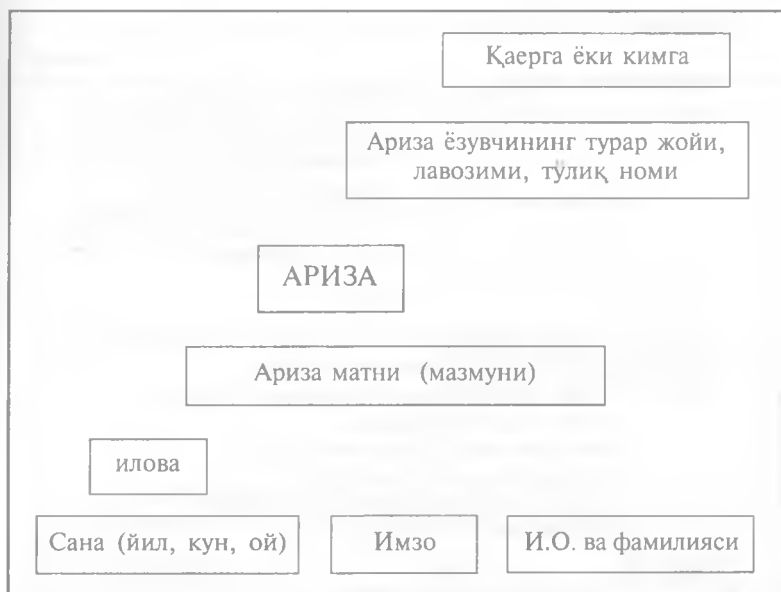 Қаерга ёки кимга
Ариза ёзувчининг турар жойи,
лавозими, тўлиқ номи
АРИЗА
Ариза матни (мазмуни)
илова
Сана (йил, кун, ой)
Имзо
И.О. ва фамилияси